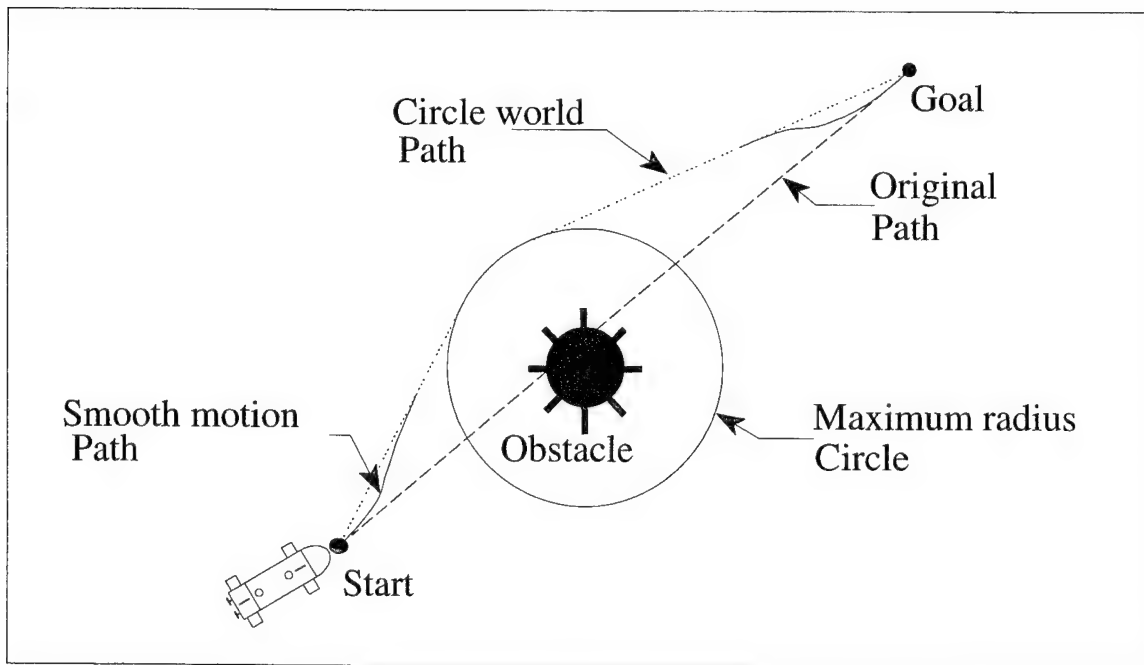 Goal
Circle world
Path
Original
Path
Smooth motion
Path
Obstacle
Maximum radius
Circle
Start